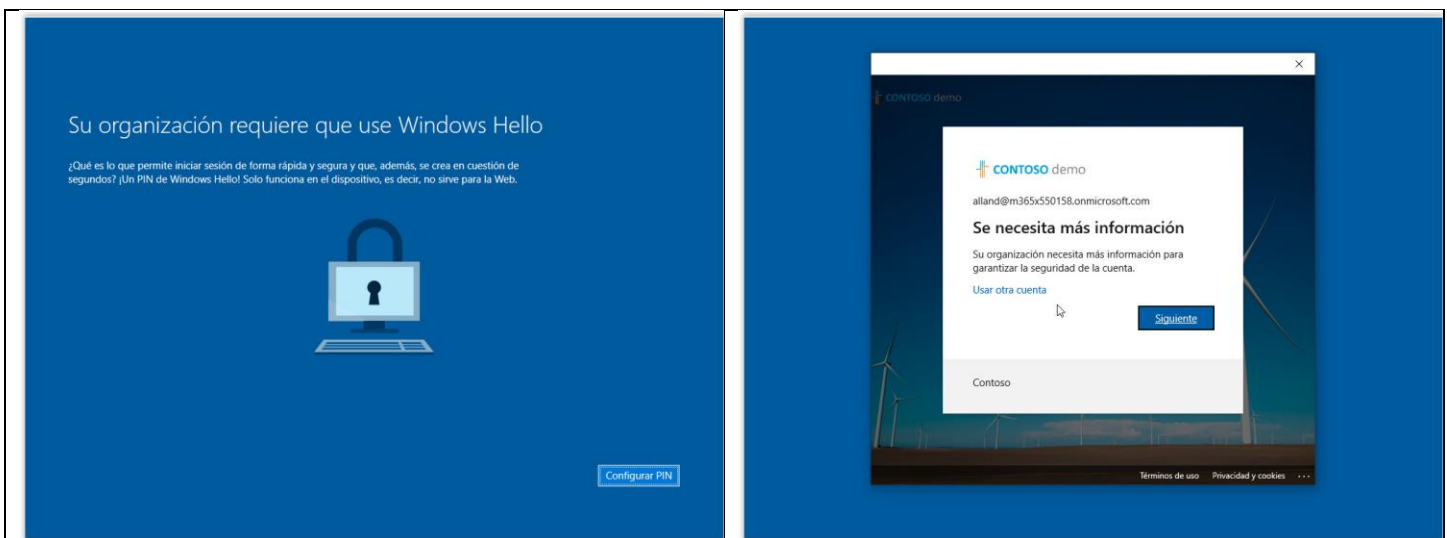 Su organización requiere que use Windows Hello
¿Qué es lo que permite iniciar sesión de forma rápida y segura y que, además, se crea en cuestión de
segundos? ¡Un PIN de Windows Hello! Solo funciona en el dispositivo, es decir, no sirve para la Web.
Configurar PIN
CONTOSO demo
CONTOSO demo
alland@m365x550158.onmicrosoft.com
Se necesita más información
Su organización necesita más información para
garantizar la seguridad de la cuenta.
Usar otra cuenta
Siguiente
Contoso
Términos de uso Privacidad y cookies ...